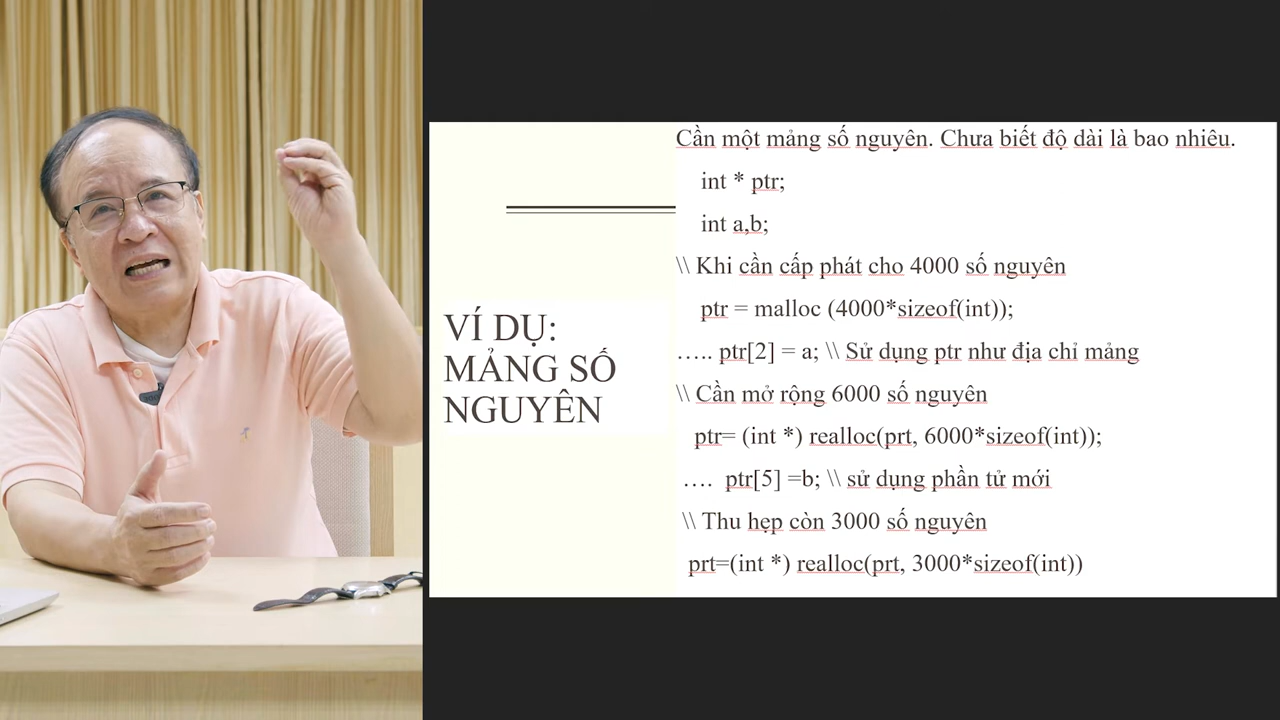 VÍ DỤ:
MẢNG SỐ
NGUYÊN
Cần một mảng số nguyên. Chưa biết độ dài là bao nhiêu.
int * ptr;
int a,b;
\\ Khi cần cấp phát cho 4000 số nguyên
ptr = malloc (4000*sizeof(int));
….. ptr[2] = a; \\ Sử dụng ptr như địa chỉ mảng
\\ Cần mở rộng 6000 số nguyên
ptr= (int *) realloc(prt, 6000*sizeof(int));
…. ptr[5] =b; \\ sử dụng phần tử mới
\\ Thu hẹp còn 3000 số nguyên
prt=(int *) realloc(prt, 3000*sizeof(int))